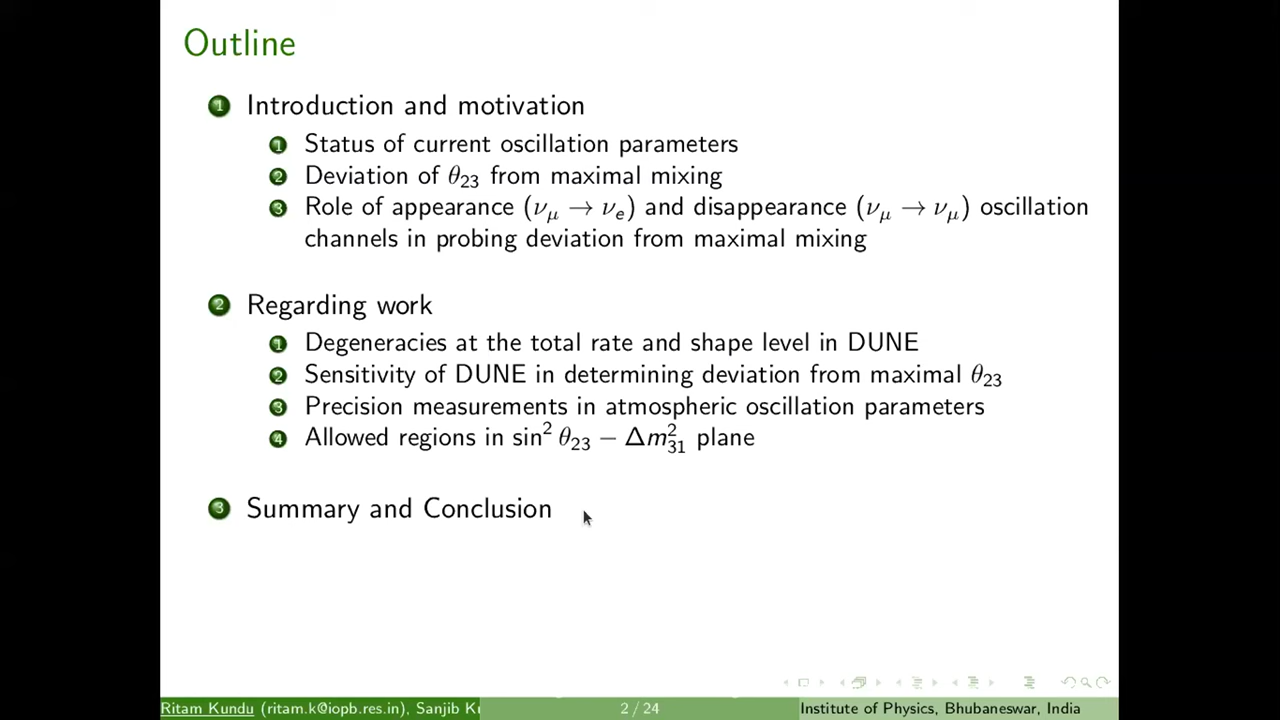 Outline
1 Introduction and motivation
1 Status of current oscillation parameters
2 Deviation of θ₂₃ from maximal mixing
3 Role of appearance (ν_μ → ν_e) and disappearance (ν_μ → ν_μ) oscillation
channels in probing deviation from maximal mixing
2 Regarding work
1 Degeneracies at the total rate and shape level in DUNE
2 Sensitivity of DUNE in determining deviation from maximal θ₂₃
3 Precision measurements in atmospheric oscillation parameters
4 Allowed regions in sin² θ₂₃ − Δm²₃₁ plane
3 Summary and Conclusion
Ritam Kundu (ritam.k@iopb.res.in), Sanjib 2 / 24 Institute of Physics, Bhubaneswar, India